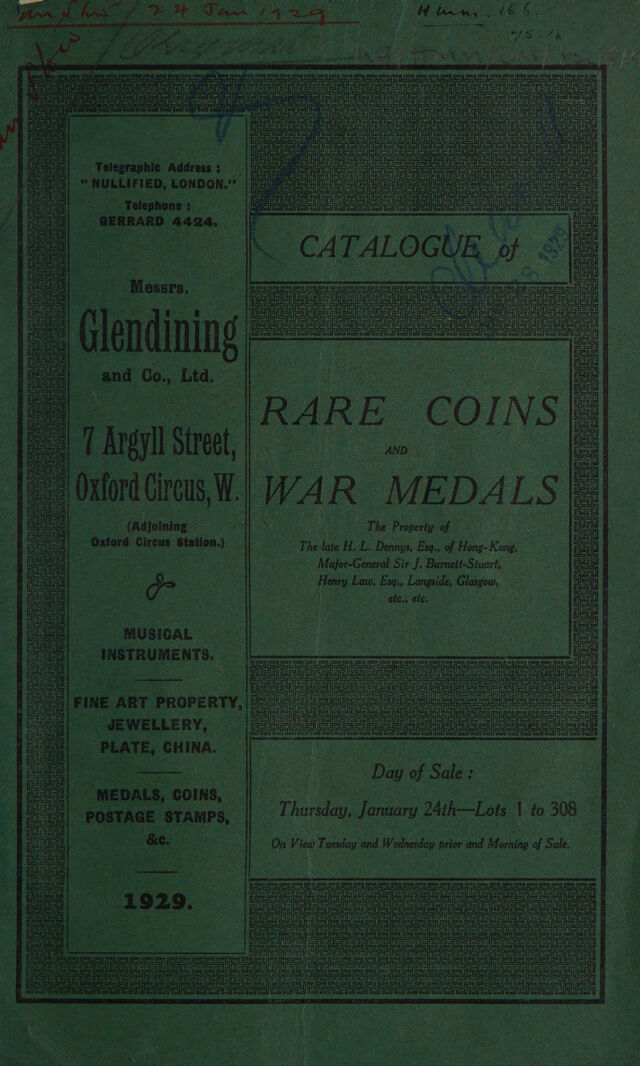 24 Jan 1929
Telegraphic Address :
"NULLIFIED, LONDON."
Telephone :
GERRARD 4424.
Messrs.
Glendining
and Co., Ltd.
7 Argyll Street,
Oxford Circus, W.
(Adjoining
Oxford Circus Station.)
MUSICAL
INSTRUMENTS.
FINE ART PROPERTY,
JEWELLERY,
PLATE, CHINA.
MEDALS, COINS,
POSTAGE STAMPS,
&c.
1929.
CATALOGUE of
1929
RARE COINS
AND
WAR MEDALS
The Property of
The late H. L. Dennys, Esq., of Hong-Kong,
Major-General Sir J. Burnett-Stuart,
Henry Law, Esq., Langside, Glasgow,
etc., etc.
Day of Sale :
Thursday, January 24th—Lots 1 to 308
On View Tuesday and Wednesday prior and Morning of Sale.